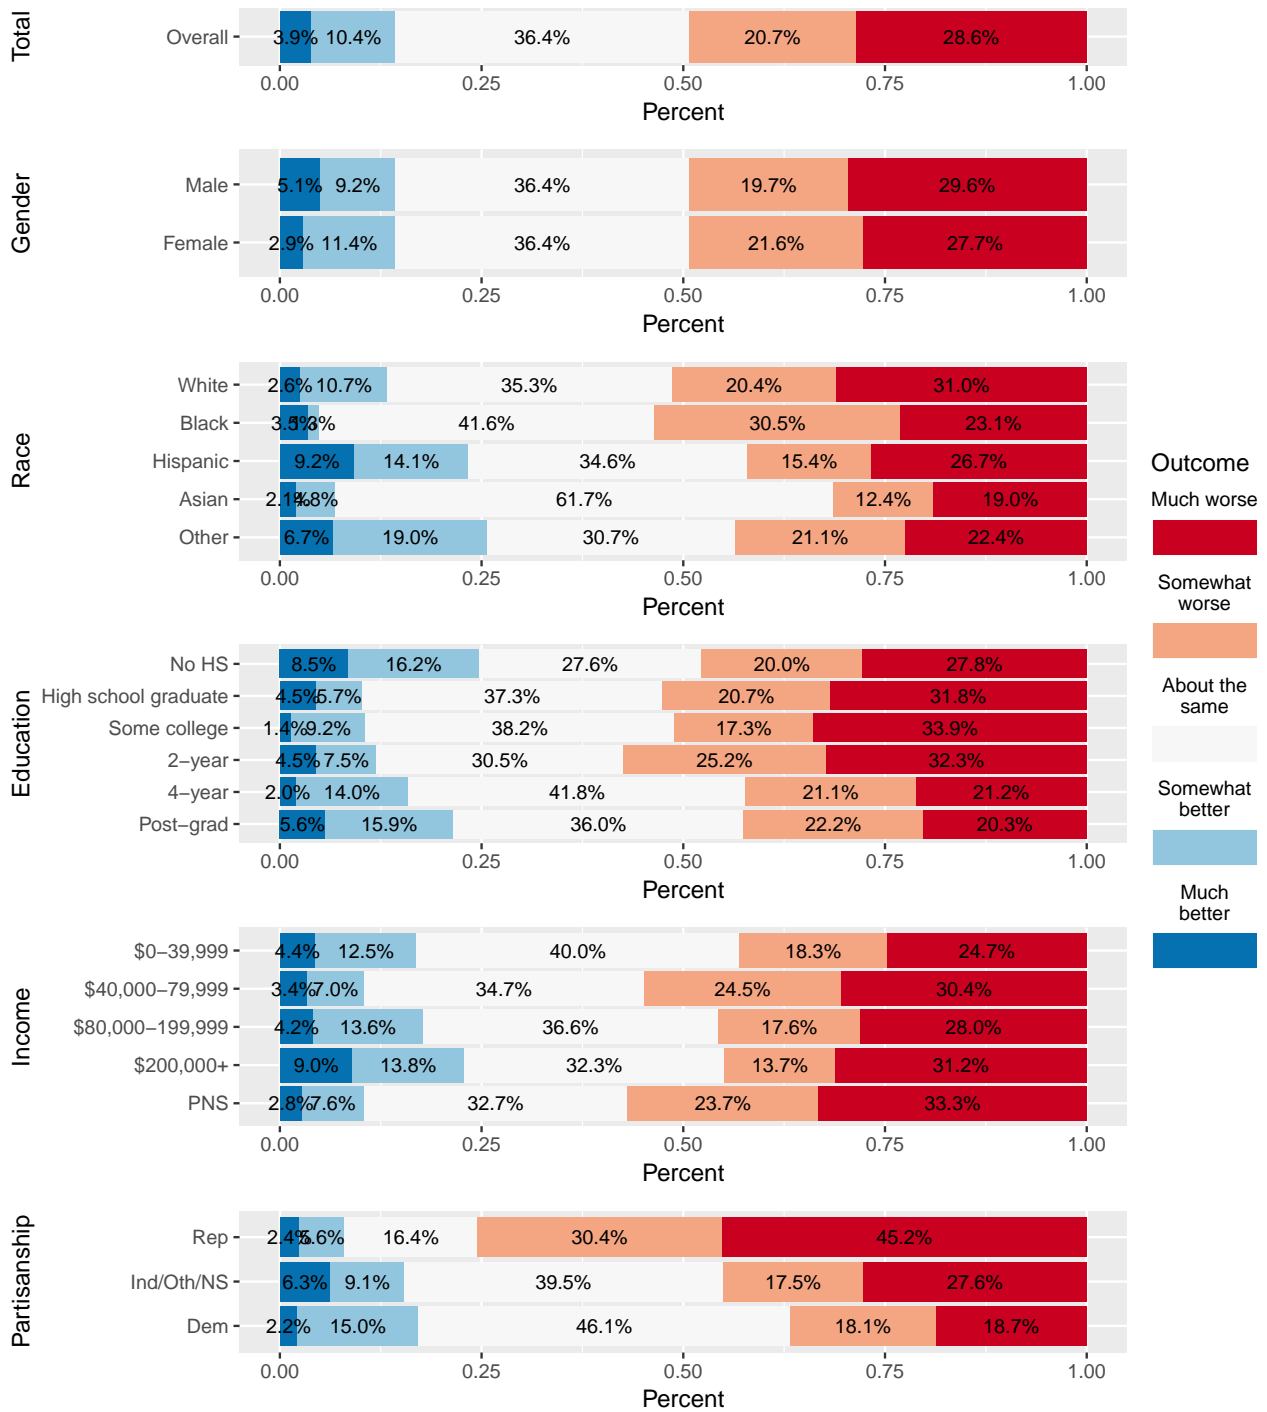 Total
Overall
3.9% 10.4% 36.4% 20.7% 28.6%
0.00 0.25 0.50 0.75 1.00
Percent
Gender
Male
5.1% 9.2% 36.4% 19.7% 29.6%
Female
2.9% 11.4% 36.4% 21.6% 27.7%
0.00 0.25 0.50 0.75 1.00
Percent
Race
White
2.6% 10.7% 35.3% 20.4% 31.0%
Black
3.5% 1.3% 41.6% 30.5% 23.1%
Hispanic
9.2% 14.1% 34.6% 15.4% 26.7%
Asian
2.1% 4.8% 61.7% 12.4% 19.0%
Other
6.7% 19.0% 30.7% 21.1% 22.4%
0.00 0.25 0.50 0.75 1.00
Percent
Education
No HS
8.5% 16.2% 27.6% 20.0% 27.8%
High school graduate
4.5% 5.7% 37.3% 20.7% 31.8%
Some college
1.4% 9.2% 38.2% 17.3% 33.9%
2−year
4.5% 7.5% 30.5% 25.2% 32.3%
4−year
2.0% 14.0% 41.8% 21.1% 21.2%
Post−grad
5.6% 15.9% 36.0% 22.2% 20.3%
0.00 0.25 0.50 0.75 1.00
Percent
Income
$0−39,999
4.4% 12.5% 40.0% 18.3% 24.7%
$40,000−79,999
3.4% 7.0% 34.7% 24.5% 30.4%
$80,000−199,999
4.2% 13.6% 36.6% 17.6% 28.0%
$200,000+
9.0% 13.8% 32.3% 13.7% 31.2%
PNS
2.8% 7.6% 32.7% 23.7% 33.3%
0.00 0.25 0.50 0.75 1.00
Percent
Partisanship
Rep
2.4% 5.6% 16.4% 30.4% 45.2%
Ind/Oth/NS
6.3% 9.1% 39.5% 17.5% 27.6%
Dem
2.2% 15.0% 46.1% 18.1% 18.7%
0.00 0.25 0.50 0.75 1.00
Percent
Outcome
Much worse
Somewhat
worse
About the
same
Somewhat
better
Much
better